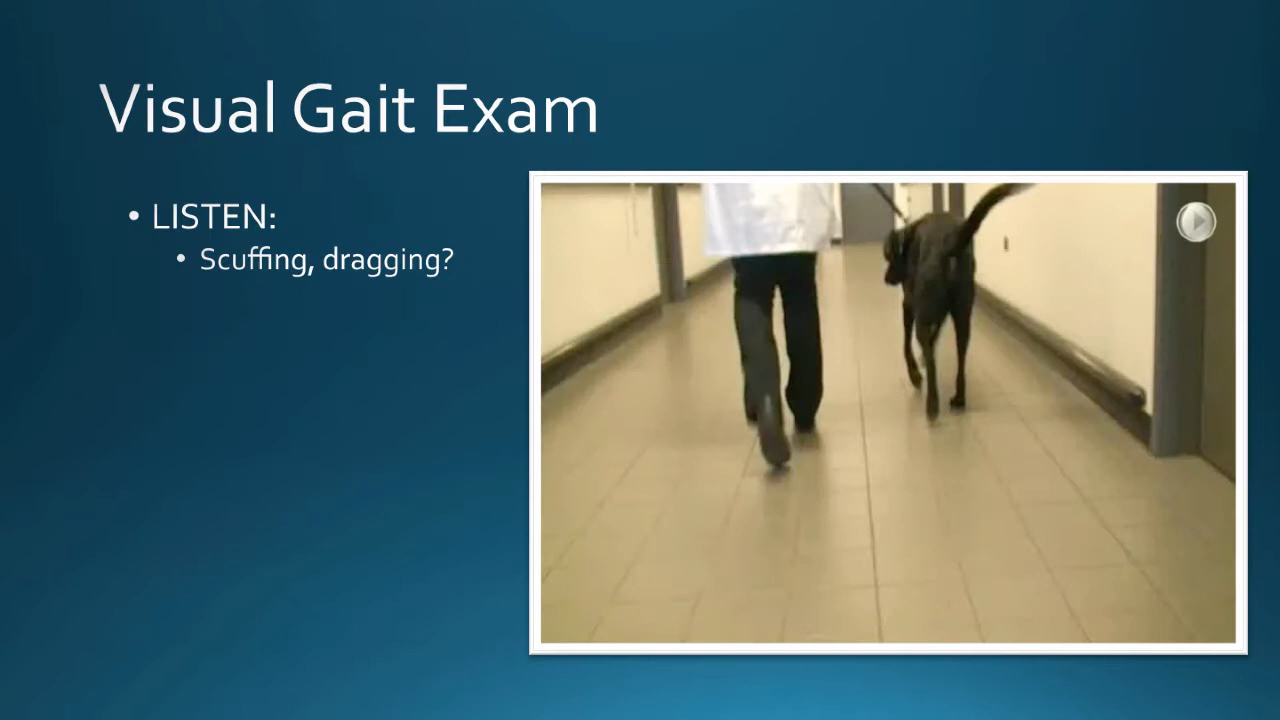 Visual Gait Exam
• LISTEN:
• Scuffing, dragging?